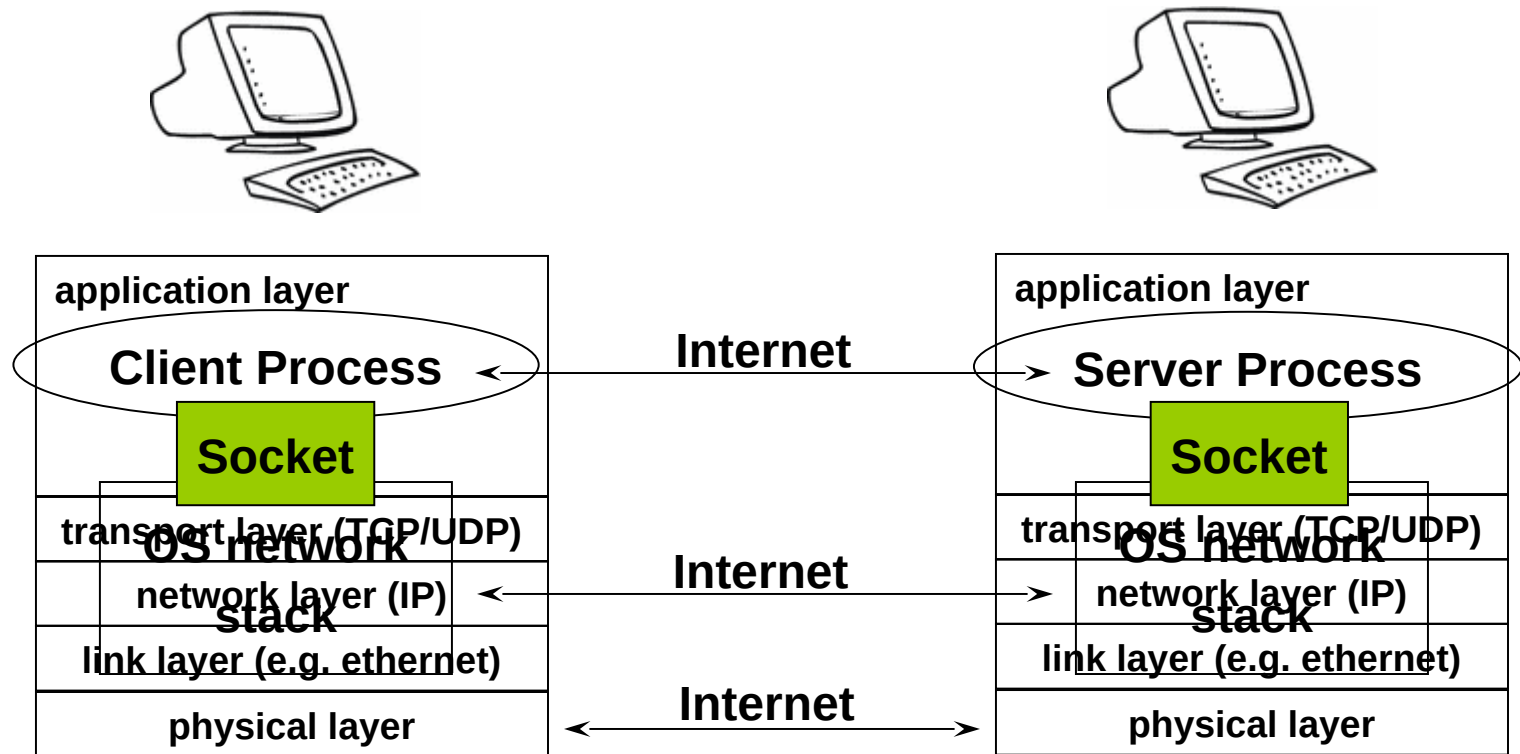 application layer
Client Process
Socket
transport layer (TCP/UDP)
OS network
network layer (IP)
stack
link layer (e.g. ethernet)
physical layer
Internet
Internet
Internet
application layer
Server Process
Socket
transport layer (TCP/UDP)
OS network
network layer (IP)
stack
link layer (e.g. ethernet)
physical layer